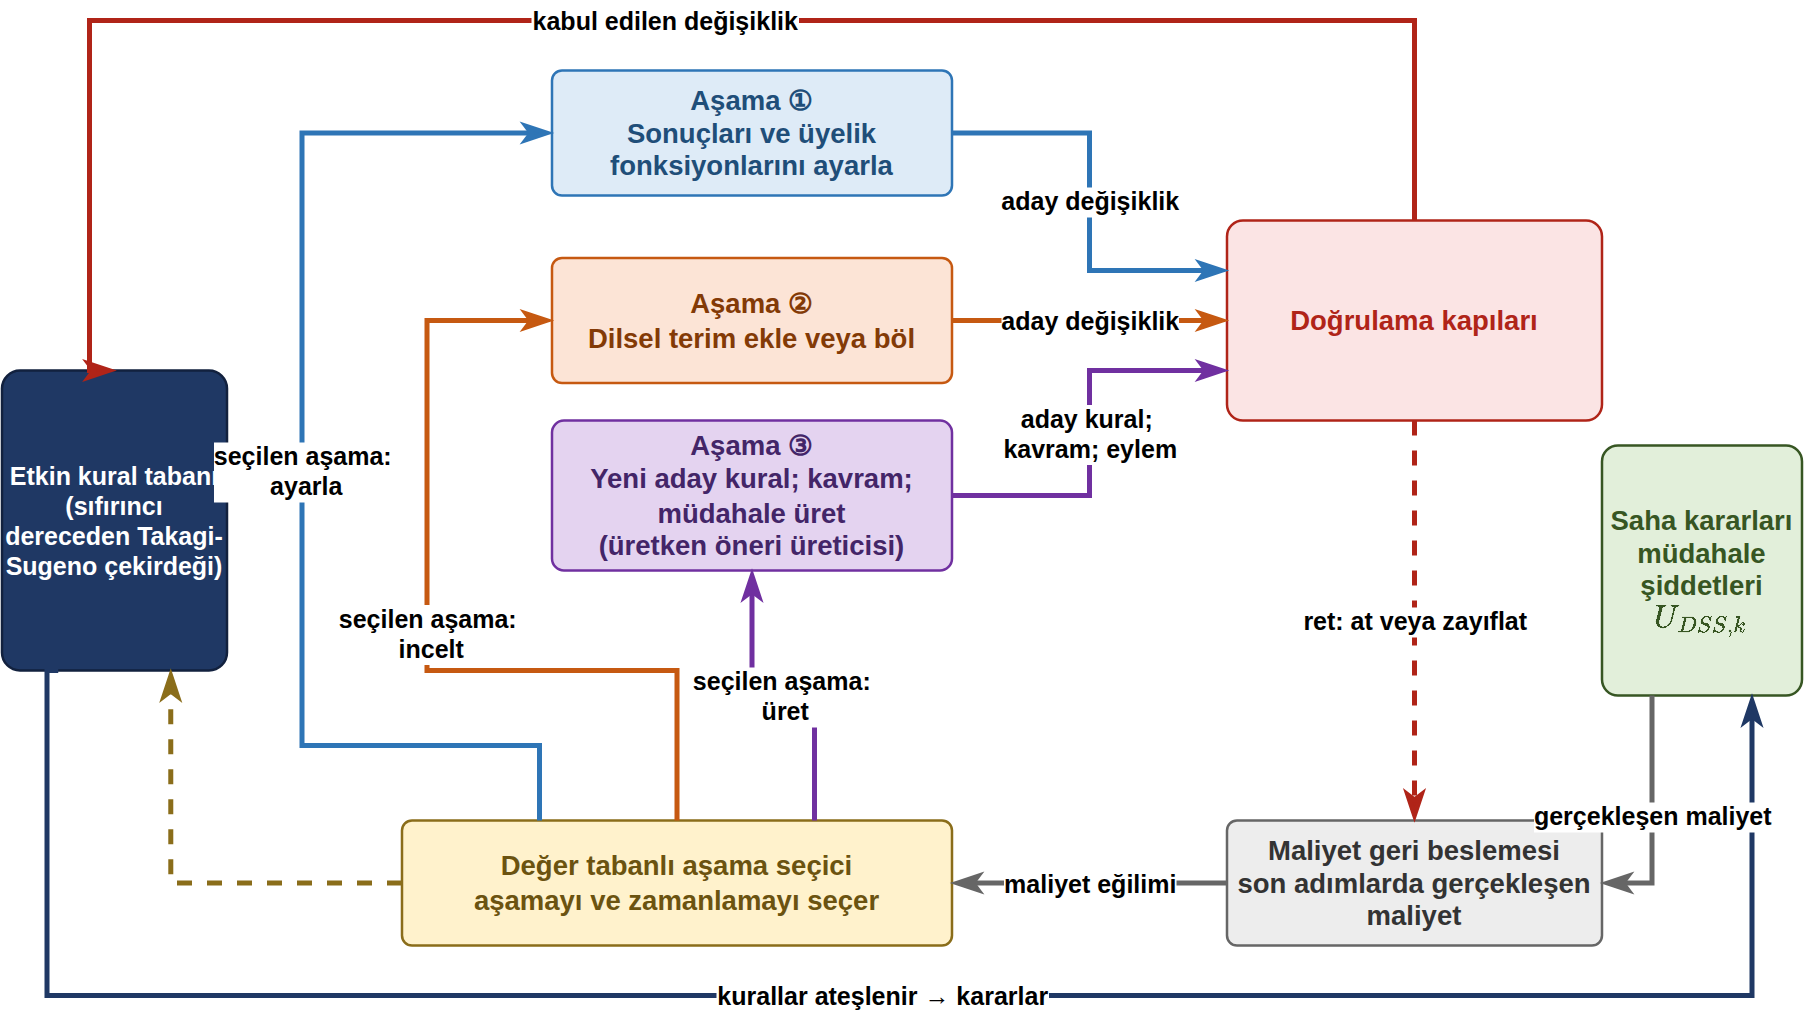 kabul edilen değişiklik
Aşama ①
Sonuçları ve üyelik
fonksiyonlarını ayarla
aday değişiklik
Aşama ②
Dilsel terim ekle veya böl
aday değişiklik
Doğrulama kapıları
Aşama ③
Yeni aday kural; kavram;
müdahale üret
(üretken öneri üreticisi)
aday kural;
kavram; eylem
Etkin kural tabanı
(sıfırıncı
dereceden Takagi-
Sugeno çekirdeği)
seçilen aşama:
ayarla
seçilen aşama:
incelt
seçilen aşama:
üret
ret: at veya zayıflat
Saha kararları
müdahale
şiddetleri
U_{DSS,k}
gerçekleşen maliyet
Değer tabanlı aşama seçici
aşamayı ve zamanlamayı seçer
maliyet eğilimi
Maliyet geri beslemesi
son adımlarda gerçekleşen
maliyet
kurallar ateşlenir → kararlar